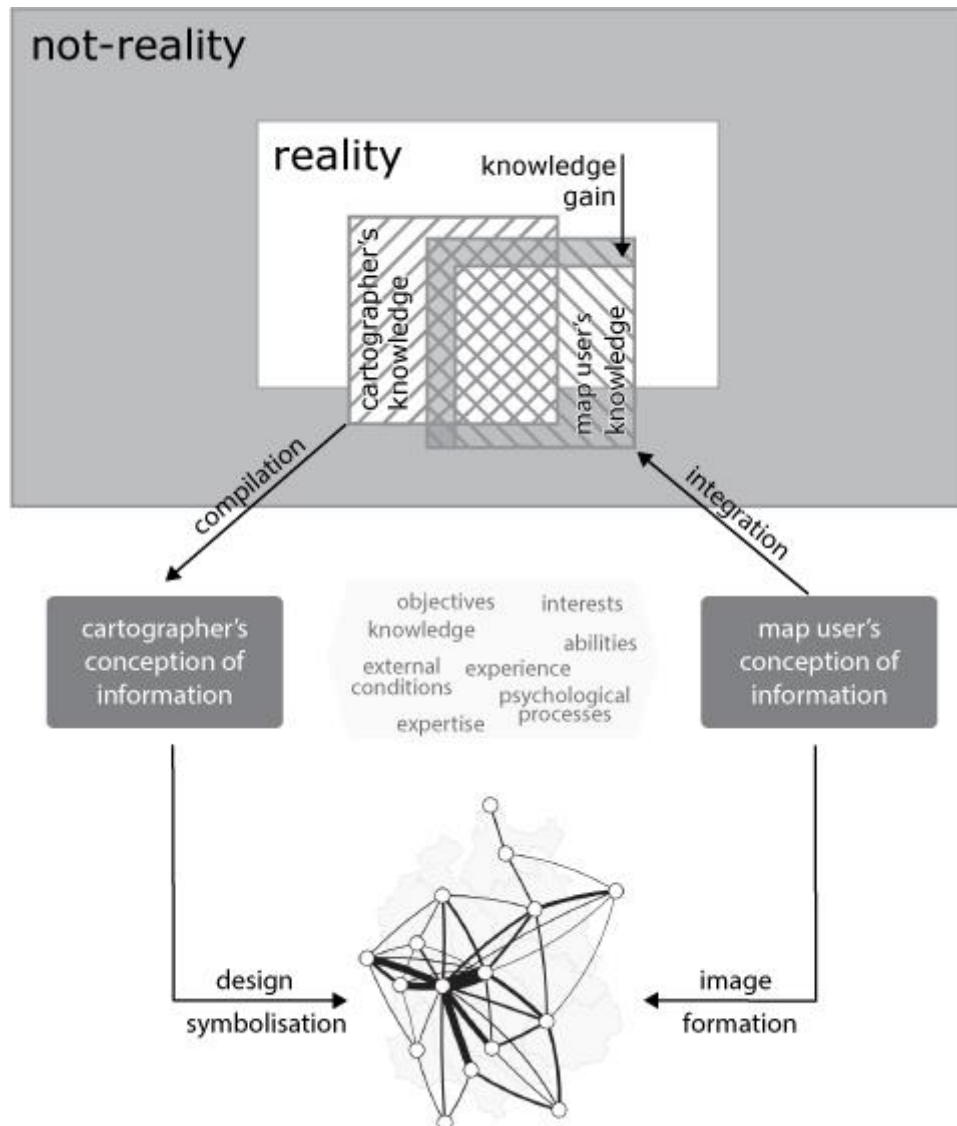 not-reality
reality
knowledge
gain
cartographer's
knowledge
map user's
knowledge
compilation
integration
cartographer's
conception of
information
objectives
interests
knowledge
abilities
external
conditions
experience
psychological
processes
expertise
map user's
conception of
information
design
symbolisation
image
formation